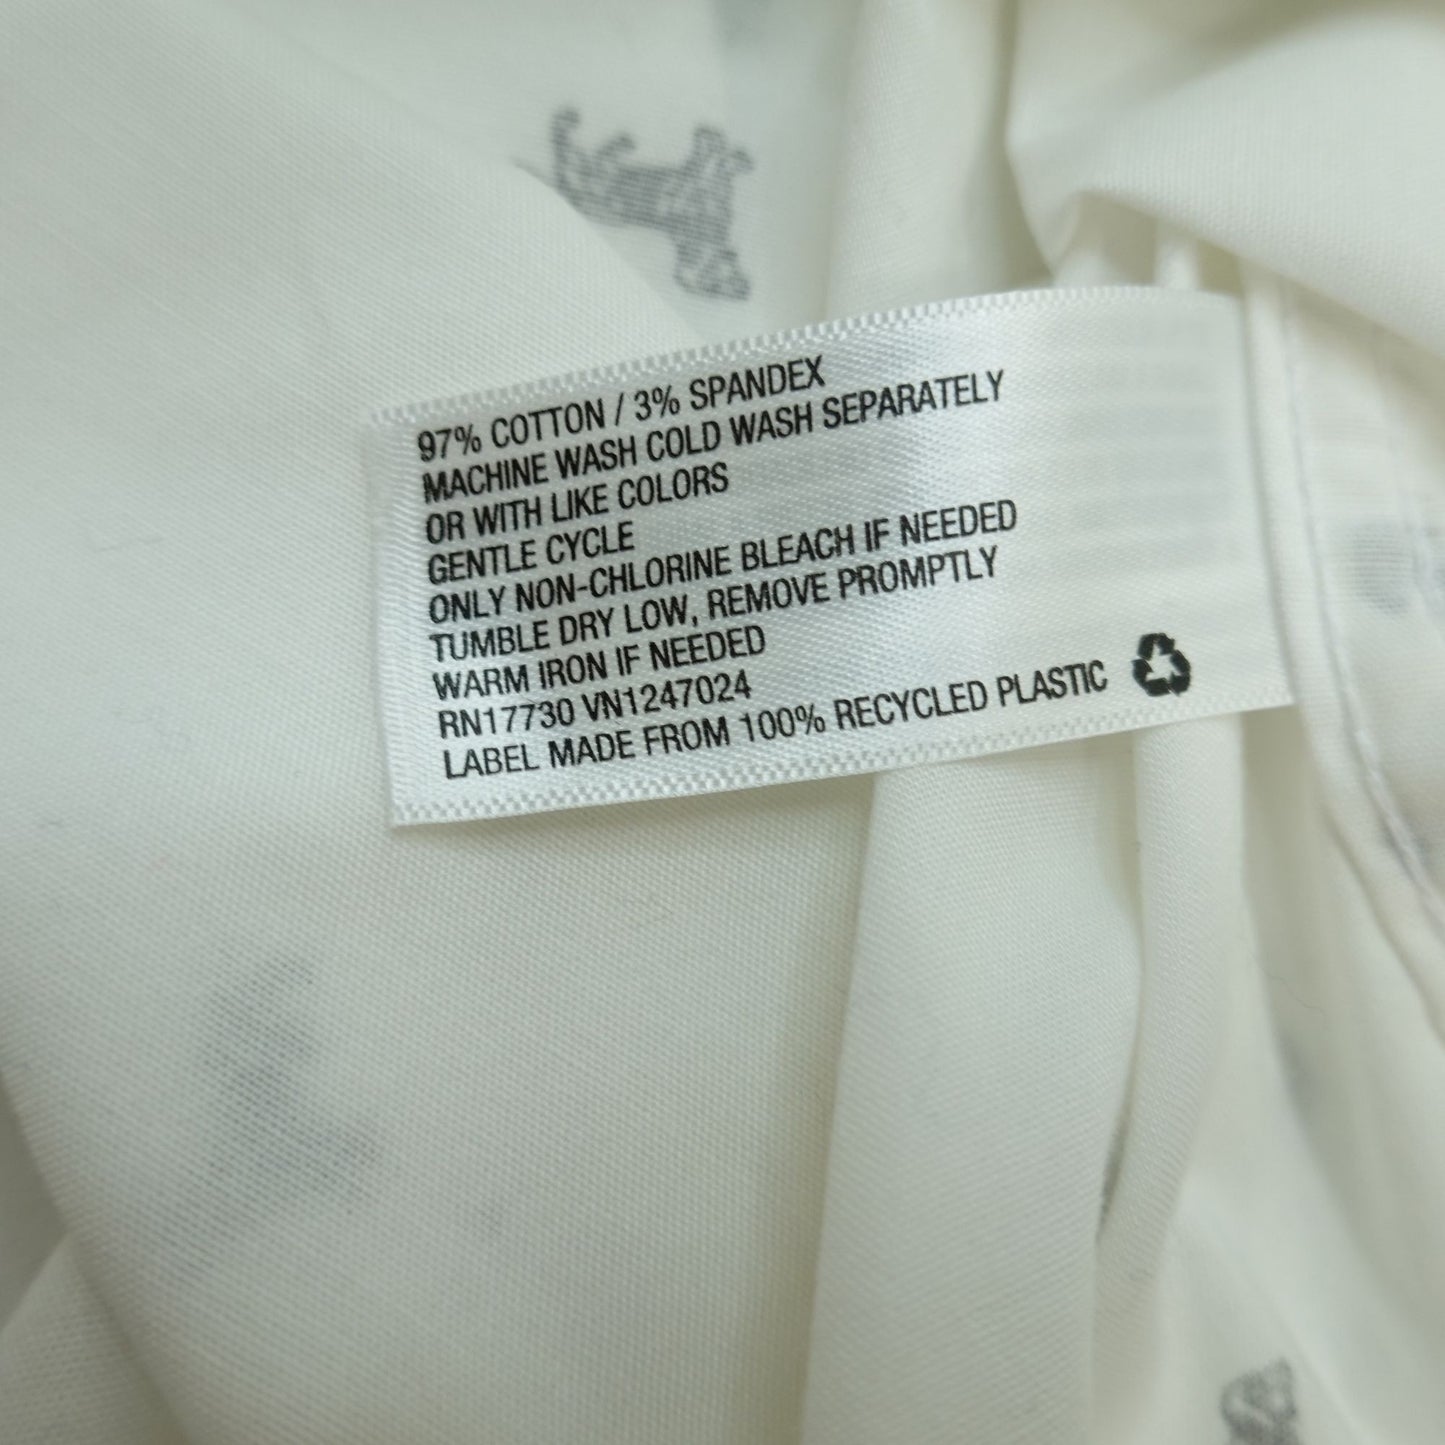 97% COTTON / 3% SPANDEX
MACHINE WASH COLD WASH SEPARATELY
OR WITH LIKE COLORS
GENTLE CYCLE
ONLY NON-CHLORINE BLEACH IF NEEDED
TUMBLE DRY LOW, REMOVE PROMPTLY
WARM IRON IF NEEDED
RN17730 VN1247024
LABEL MADE FROM 100% RECYCLED PLASTIC